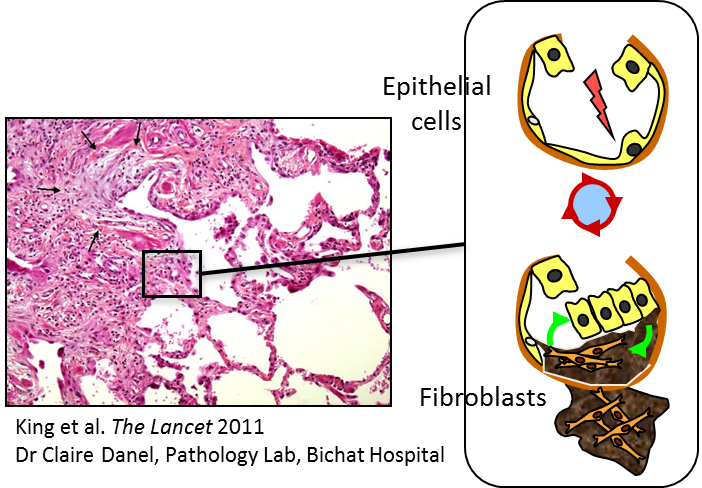 Epithelial
cells
Fibroblasts
King et al. The Lancet 2011
Dr Claire Danel, Pathology Lab, Bichat Hospital